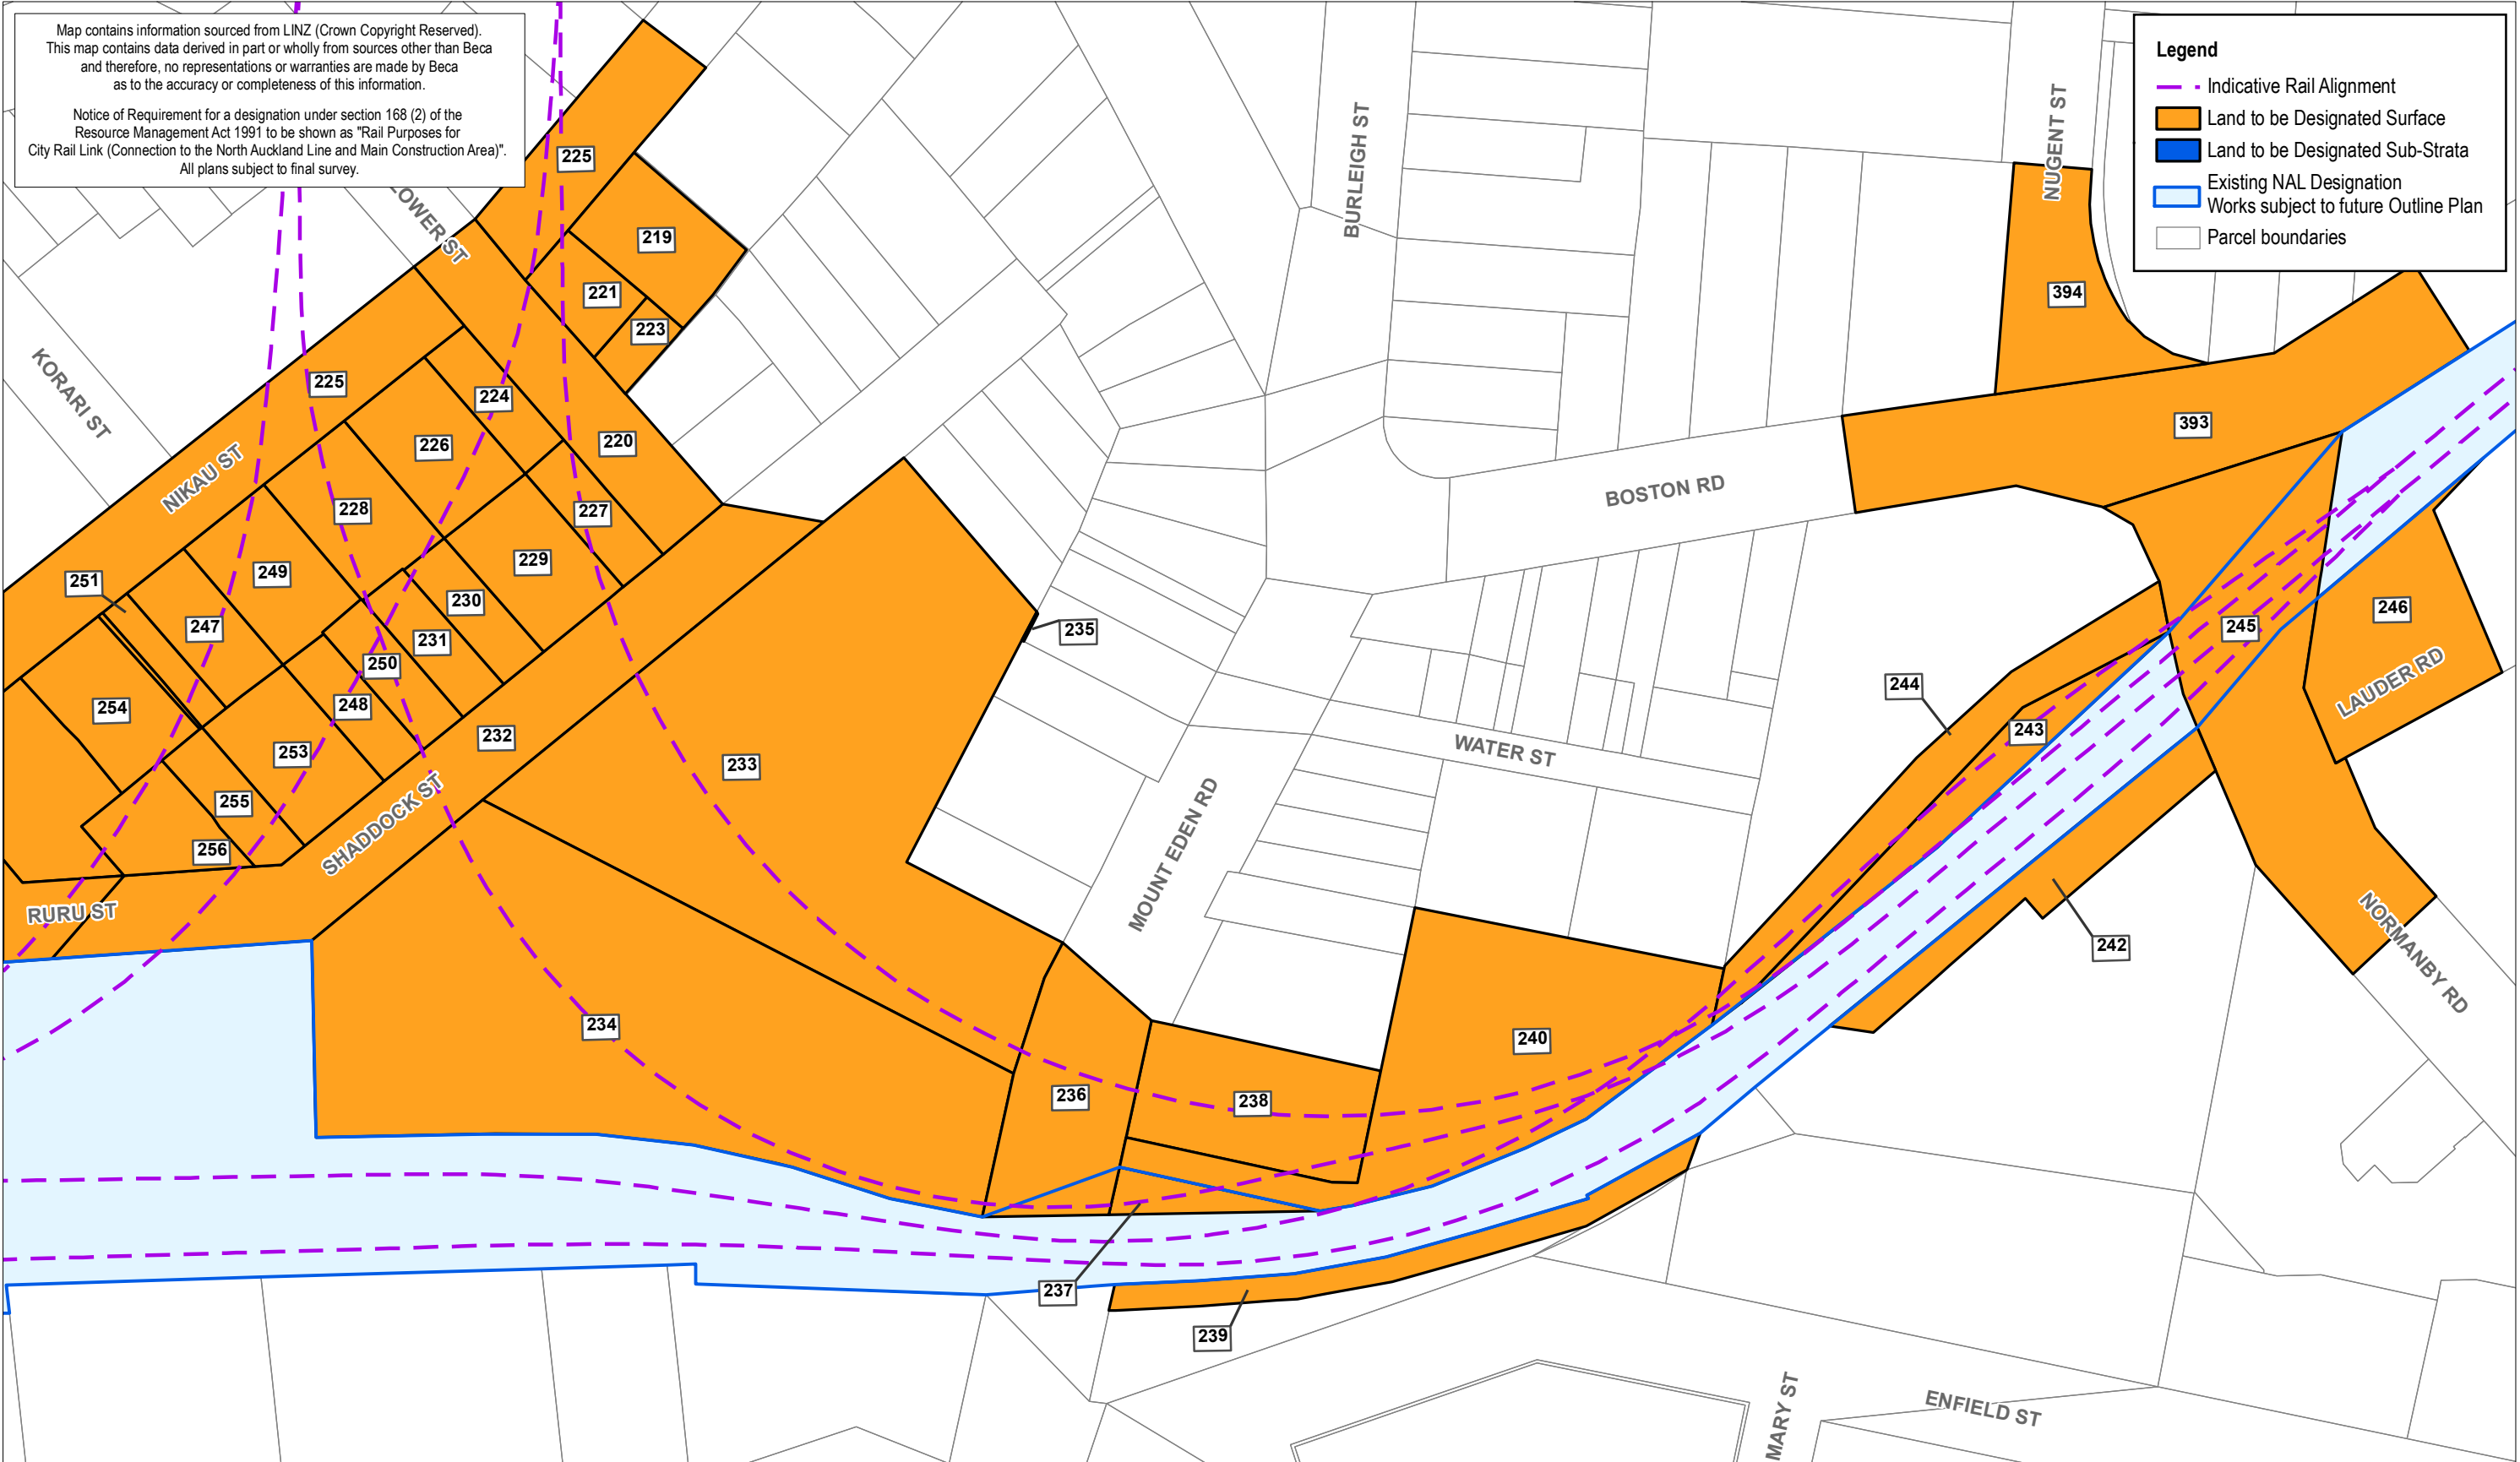 Map contains information sourced from LINZ (Crown Copyright Reserved).
This map contains data derived in part or wholly from sources other than Beca
and therefore, no representations or warranties are made by Beca
as to the accuracy or completeness of this information.
Notice of Requirement for a designation under section 168 (2) of the
Resource Management Act 1991 to be shown as "Rail Purposes for
City Rail Link (Connection to the North Auckland Line and Main Construction Area)".
All plans subject to final survey.
Legend
Indicative Rail Alignment
Land to be Designated Surface
Land to be Designated Sub-Strata
Existing NAL Designation
Works subject to future Outline Plan
Parcel boundaries
BURLEIGH ST
NUGENT ST
225
LOWER ST
219
221
394
223
KORARI ST
225
224
393
226
220
NIKAU ST
BOSTON RD
228
227
229
249
251
230
246
247
235
245
231
250
LAUDER RD
244
248
254
243
232
WATER ST
253
233
255
SHADDOCK ST
MOUNT EDEN RD
256
RURU ST
242
NORMANBY RD
234
240
236
238
237
239
MARY ST
ENFIELD ST